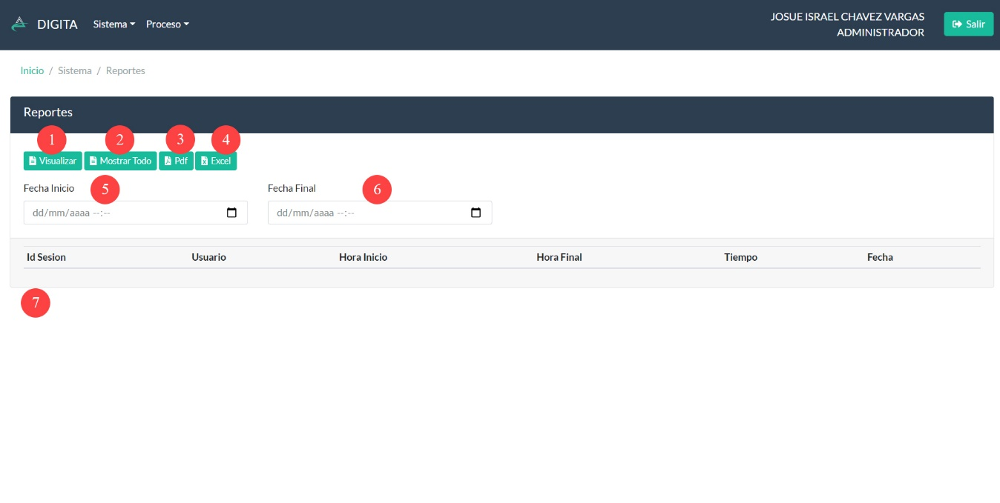 DIGITA Sistema Proceso JOSUE ISRAEL CHAVEZ VARGAS
ADMINISTRADOR Salir
Inicio / Sistema / Reportes
Reportes
1 2 3 4
Visualizar Mostrar Todo Pdf Excel
Fecha Inicio 5 Fecha Final 6
dd/mm/aaaa --:-- dd/mm/aaaa --:--
Id Sesion Usuario Hora Inicio Hora Final Tiempo Fecha
7